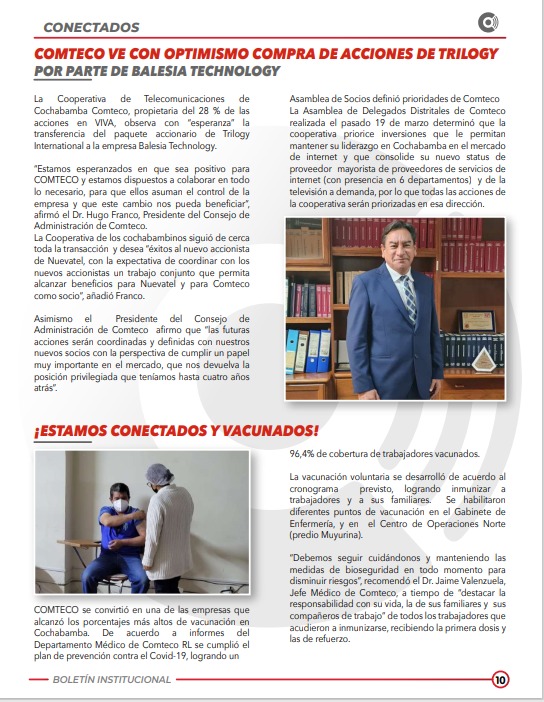 CONECTADOS
COMTECO VE CON OPTIMISMO COMPRA DE ACCIONES DE TRILOGY
POR PARTE DE BALESIA TECHNOLOGY
La Cooperativa de Telecomunicaciones de
Cochabamba Comteco, propietaria del 28 % de las
acciones en VIVA, observa con "esperanza" la
transferencia del paquete accionario de Trilogy
International a la empresa Balesia Technology.
"Estamos esperanzados en que sea positivo para
COMTECO y estamos dispuestos a colaborar en todo
lo necesario, para que ellos asuman el control de la
empresa y que este cambio nos pueda beneficiar",
afirmó el Dr. Hugo Franco, Presidente del Consejo de
Administración de Comteco.
La Cooperativa de los cochabambinos siguió de cerca
toda la transacción y desea "éxitos al nuevo accionista
de Nuevatel, con la expectativa de coordinar con los
nuevos accionistas un trabajo conjunto que permita
alcanzar beneficios para Nuevatel y para Comteco
como socio", añadió Franco.
Asimismo el Presidente del Consejo de
Administración de Comteco afirmo que "las futuras
acciones serán coordinadas y definidas con nuestros
nuevos socios con la perspectiva de cumplir un papel
muy importante en el mercado, que nos devuelva la
posición privilegiada que teníamos hasta cuatro años
atrás".
Asamblea de Socios definió prioridades de Comteco
La Asamblea de Delegados Distritales de Comteco
realizada el pasado 19 de marzo determinó que la
cooperativa priorice inversiones que le permitan
mantener su liderazgo en Cochabamba en el mercado
de internet y que consolide su nuevo status de
proveedor mayorista de proveedores de servicios de
internet (con presencia en 6 departamentos) y de la
televisión a demanda, por lo que todas las acciones de
la cooperativa serán priorizadas en esa dirección.
¡ESTAMOS CONECTADOS Y VACUNADOS!
COMTECO se convirtió en una de las empresas que
alcanzó los porcentajes más altos de vacunación en
Cochabamba. De acuerdo a informes del
Departamento Médico de Comteco RL se cumplió el
plan de prevención contra el Covid-19, logrando un
96,4% de cobertura de trabajadores vacunados.
La vacunación voluntaria se desarrolló de acuerdo al
cronograma previsto, logrando inmunizar a
trabajadores y a sus familiares. Se habilitaron
diferentes puntos de vacunación en el Gabinete de
Enfermería, y en el Centro de Operaciones Norte
(predio Muyurina).
"Debemos seguir cuidándonos y manteniendo las
medidas de bioseguridad en todo momento para
disminuir riesgos", recomendó el Dr. Jaime Valenzuela,
Jefe Médico de Comteco, a tiempo de "destacar la
responsabilidad con su vida, la de sus familiares y sus
compañeros de trabajo" de todos los trabajadores que
acudieron a inmunizarse, recibiendo la primera dosis y
las de refuerzo.
BOLETÍN INSTITUCIONAL
10